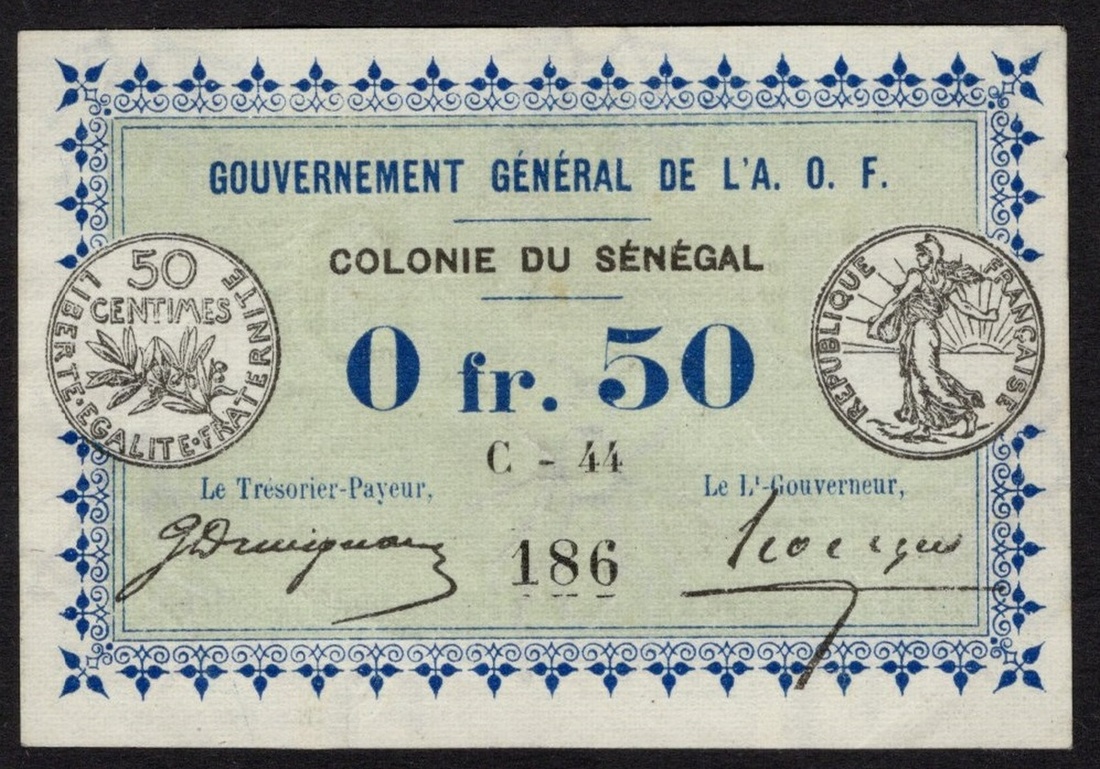 GOUVERNEMENT GÉNÉRAL DE L'A. O. F.
COLONIE DU SÉNÉGAL
50
CENTIMES
LIBERTE·EGALITE·FRATERNITE
REPUBLIQUE FRANÇAISE
0 fr. 50
C - 44
Le Trésorier-Payeur,
Le Lt-Gouverneur,
186